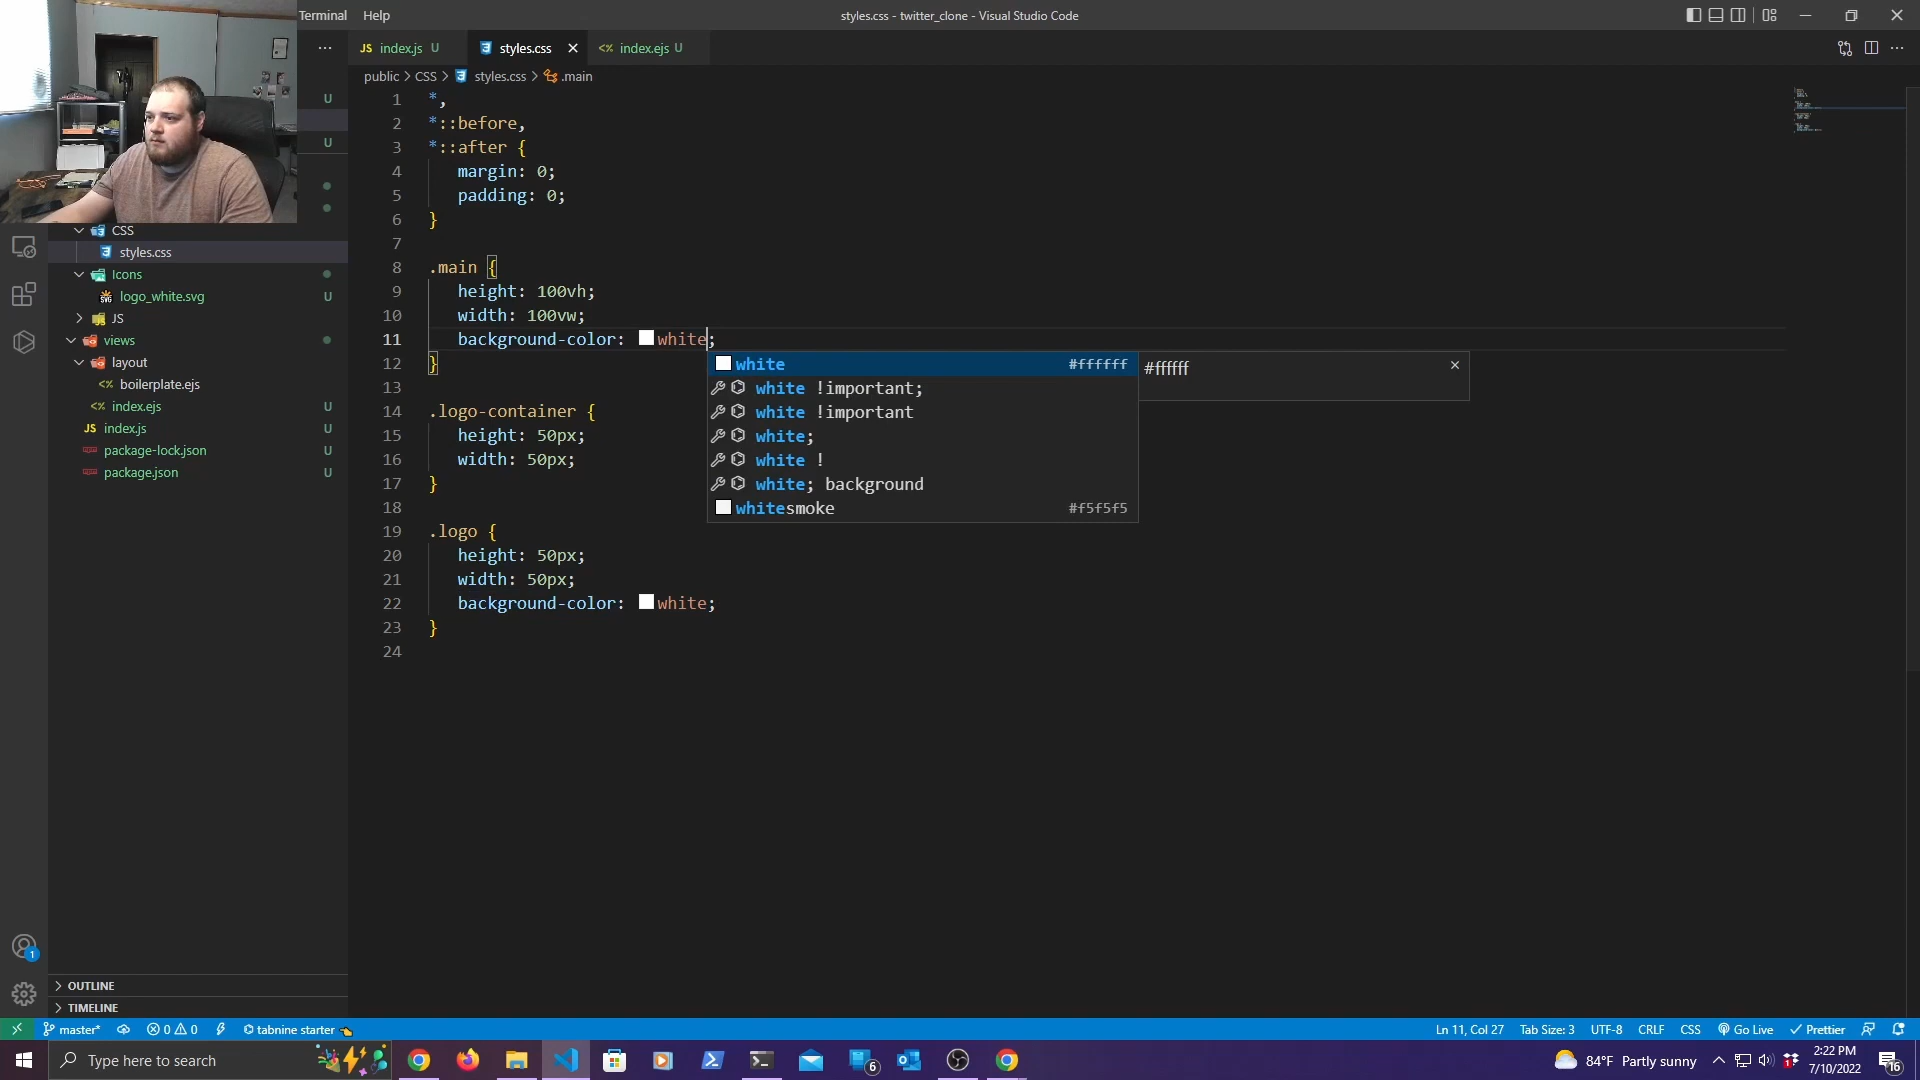 Terminal Help
styles.css - twitter_clone - Visual Studio Code
JS index.js U
styles.css
<% index.ejs U
public > CSS > styles.css > .main
U
U
CSS
styles.css
Icons
logo_white.svg U
JS
views
layout
<% boilerplate.ejs
<% index.ejs U
JS index.js U
package-lock.json U
package.json U
OUTLINE
TIMELINE
1 *,
2 *::before,
3 *::after {
4 margin: 0;
5 padding: 0;
6 }
7
8 .main {
9 height: 100vh;
10 width: 100vw;
11 background-color: white;
12 }
13
14 .logo-container {
15 height: 50px;
16 width: 50px;
17 }
18
19 .logo {
20 height: 50px;
21 width: 50px;
22 background-color: white;
23 }
24
white #ffffff
white !important;
white !important
white;
white !
white; background
whitesmoke #f5f5f5
#ffffff
1
master* 0 0 tabnine starter
Ln 11, Col 27 Tab Size: 3 UTF-8 CRLF CSS Go Live Prettier
Type here to search
6
84°F Partly sunny
1
2:22 PM
7/10/2022
16